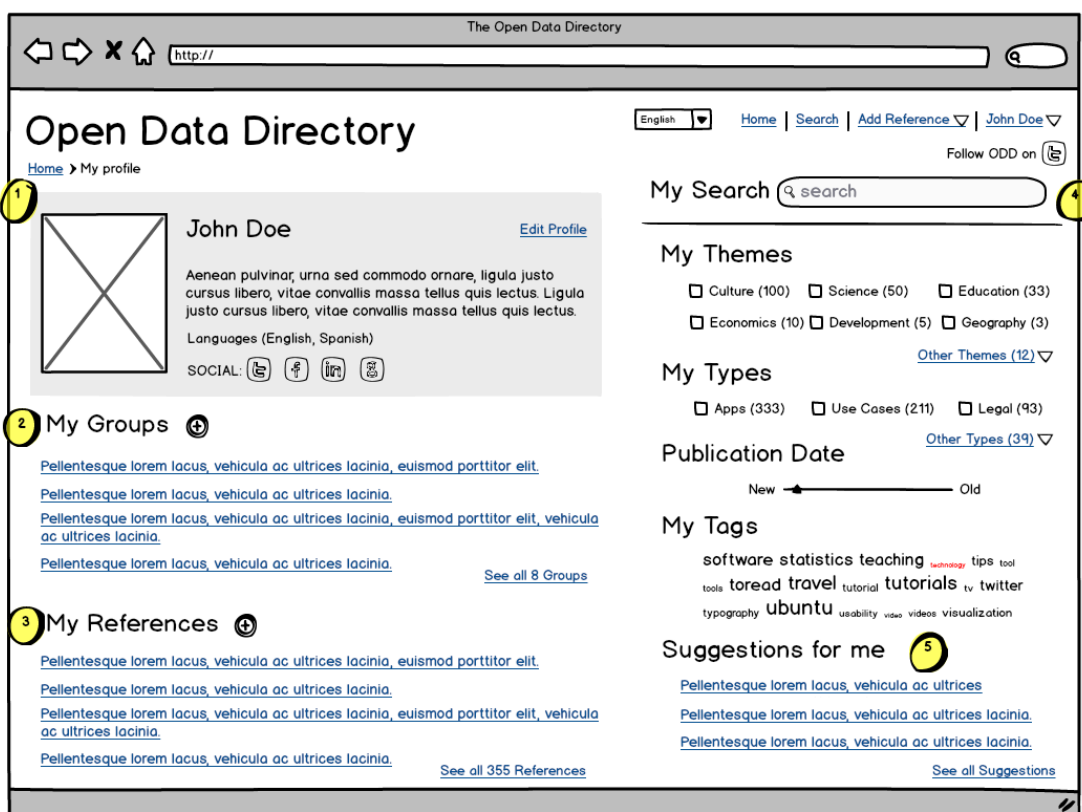 The Open Data Directory
http://
Open Data Directory
English
Home | Search | Add Reference | John Doe
Follow ODD on
Home > My profile
1
John Doe
Edit Profile
Aenean pulvinar, urna sed commodo ornare, ligula justo
cursus libero, vitae convallis massa tellus quis lectus. Ligula
justo cursus libero, vitae convallis massa tellus quis lectus.
Languages (English, Spanish)
SOCIAL: t f in
2
My Groups
Pellentesque lorem lacus, vehicula ac ultrices lacinia, euismod porttitor elit.
Pellentesque lorem lacus, vehicula ac ultrices lacinia.
Pellentesque lorem lacus, vehicula ac ultrices lacinia, euismod porttitor elit, vehicula
ac ultrices lacinia.
Pellentesque lorem lacus, vehicula ac ultrices lacinia.
See all 8 Groups
3
My References
Pellentesque lorem lacus, vehicula ac ultrices lacinia, euismod porttitor elit.
Pellentesque lorem lacus, vehicula ac ultrices lacinia.
Pellentesque lorem lacus, vehicula ac ultrices lacinia, euismod porttitor elit, vehicula
ac ultrices lacinia.
Pellentesque lorem lacus, vehicula ac ultrices lacinia.
See all 355 References
My Search
search
4
My Themes
Culture (100) Science (50) Education (33)
Economics (10) Development (5) Geography (3)
Other Themes (12)
My Types
Apps (333) Use Cases (211) Legal (93)
Other Types (39)
Publication Date
New Old
My Tags
software statistics teaching technology tips tool
tools toread travel tutorial tutorials tv twitter
typography ubuntu usability video videos visualization
Suggestions for me
5
Pellentesque lorem lacus, vehicula ac ultrices
Pellentesque lorem lacus, vehicula ac ultrices lacinia.
Pellentesque lorem lacus, vehicula ac ultrices lacinia.
See all Suggestions